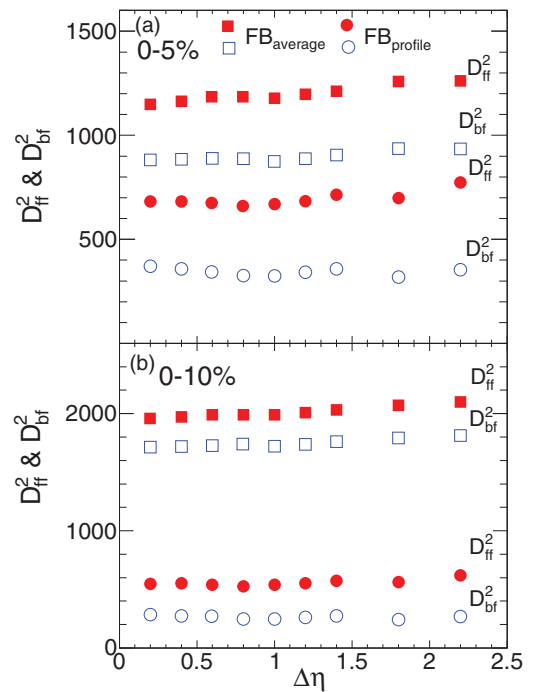 1500
(a)
FB_average
FB_profile
0-5%
D²_ff
1000
D²_bf
D²_ff
D²_ff & D²_bf
500
D²_bf
(b)
0-10%
D²_ff
2000
D²_bf
D²_ff & D²_bf
1000
D²_ff
D²_bf
0
0 0.5 1 1.5 2 2.5
Δη